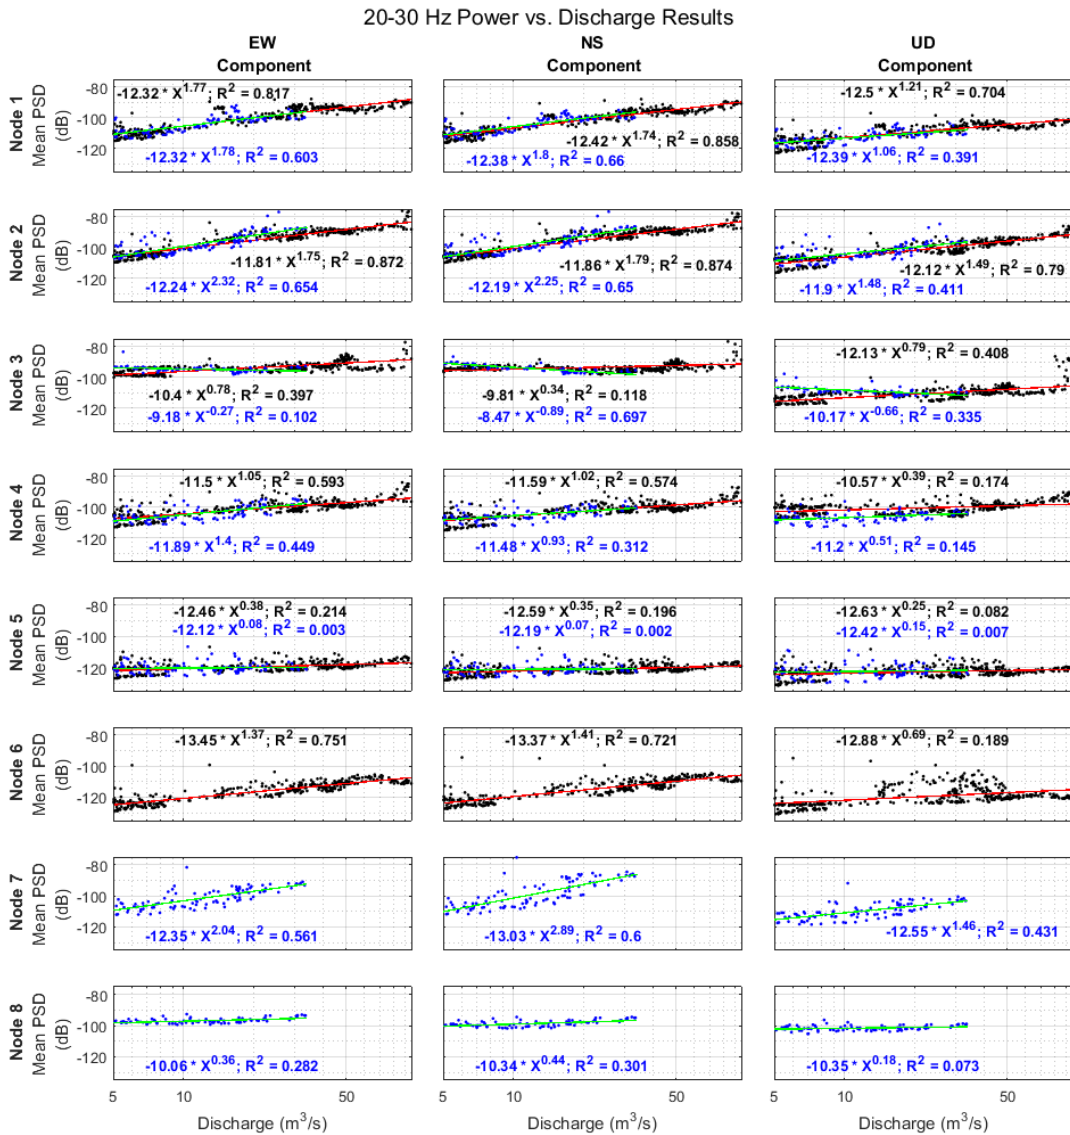 20-30 Hz Power vs. Discharge Results
EW
Component
NS
Component
UD
Component
Node 1
Mean PSD
(dB)
-80
-100
-120
-12.32 * X^1.77; R^2 = 0.817
-12.32 * X^1.78; R^2 = 0.603
-12.42 * X^1.74; R^2 = 0.858
-12.38 * X^1.8; R^2 = 0.66
-12.5 * X^1.21; R^2 = 0.704
-12.39 * X^1.06; R^2 = 0.391
Node 2
Mean PSD
(dB)
-80
-100
-120
-11.81 * X^1.75; R^2 = 0.872
-12.24 * X^2.32; R^2 = 0.654
-11.86 * X^1.79; R^2 = 0.874
-12.19 * X^2.25; R^2 = 0.65
-12.12 * X^1.49; R^2 = 0.79
-11.9 * X^1.48; R^2 = 0.411
Node 3
Mean PSD
(dB)
-80
-100
-120
-10.4 * X^0.78; R^2 = 0.397
-9.18 * X^-0.27; R^2 = 0.102
-9.81 * X^0.34; R^2 = 0.118
-8.47 * X^-0.89; R^2 = 0.697
-12.13 * X^0.79; R^2 = 0.408
-10.17 * X^-0.66; R^2 = 0.335
Node 4
Mean PSD
(dB)
-80
-100
-120
-11.5 * X^1.05; R^2 = 0.593
-11.89 * X^1.4; R^2 = 0.449
-11.59 * X^1.02; R^2 = 0.574
-11.48 * X^0.93; R^2 = 0.312
-10.57 * X^0.39; R^2 = 0.174
-11.2 * X^0.51; R^2 = 0.145
Node 5
Mean PSD
(dB)
-80
-100
-120
-12.46 * X^0.38; R^2 = 0.214
-12.12 * X^0.08; R^2 = 0.003
-12.59 * X^0.35; R^2 = 0.196
-12.19 * X^0.07; R^2 = 0.002
-12.63 * X^0.25; R^2 = 0.082
-12.42 * X^0.15; R^2 = 0.007
Node 6
Mean PSD
(dB)
-80
-100
-120
-13.45 * X^1.37; R^2 = 0.751
-13.37 * X^1.41; R^2 = 0.721
-12.88 * X^0.69; R^2 = 0.189
Node 7
Mean PSD
(dB)
-80
-100
-120
-12.35 * X^2.04; R^2 = 0.561
-13.03 * X^2.89; R^2 = 0.6
-12.55 * X^1.46; R^2 = 0.431
Node 8
Mean PSD
(dB)
-80
-100
-120
-10.06 * X^0.36; R^2 = 0.282
-10.34 * X^0.44; R^2 = 0.301
-10.35 * X^0.18; R^2 = 0.073
5 10 50
5 10 50
5 10 50
Discharge (m^3/s)
Discharge (m^3/s)
Discharge (m^3/s)